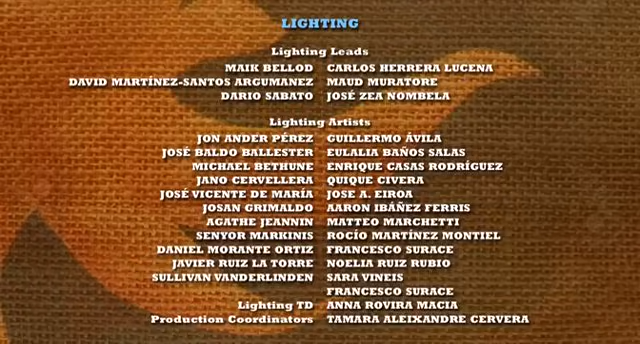 LIGHTING
Lighting Leads
MAIK BELLOD CARLOS HERRERA LUCENA
DAVID MARTÍNEZ-SANTOS ARGUMANEZ MAUD MURATORE
DARIO SABATO JOSÉ ZEA NOMBELA
Lighting Artists
JON ANDER PÉREZ GUILLERMO ÁVILA
JOSÉ BALDO BALLESTER EULALIA BAÑOS SALAS
MICHAEL BETHUNE ENRIQUE CASAS RODRÍGUEZ
JANO CERVELLERA QUIQUE CIVERA
JOSÉ VICENTE DE MARÍA JOSE A. EIROA
JOSAN GRIMALDO AARON IBÁÑEZ FERRIS
AGATHE JEANNIN MATTEO MARCHETTI
SENYOR MARKINIS ROCÍO MARTÍNEZ MONTIEL
DANIEL MORANTE ORTIZ FRANCESCO SURACE
JAVIER RUIZ LA TORRE NOELIA RUIZ RUBIO
SULLIVAN VANDERLINDEN SARA VINEIS
FRANCESCO SURACE
Lighting TD ANNA ROVIRA MACIA
Production Coordinators TAMARA ALEIXANDRE CERVERA